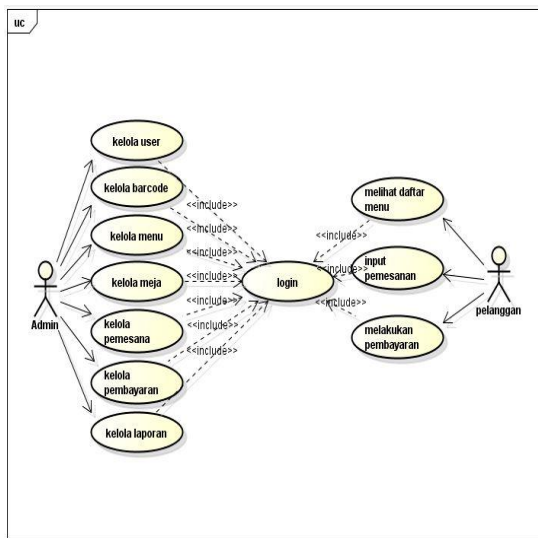 uc
kelola user
kelola barcode
kelola menu
kelola meja
kelola
pemesana
kelola
pembayaran
kelola laporan
Admin
<<include>>
<<include>>
<<include>>
<<include>>
<<include>>
<<include>>
<<include>>
login
<<include>>
<<include>>
<<include>>
melihat daftar
menu
input
pemesanan
melakukan
pembayaran
pelanggan